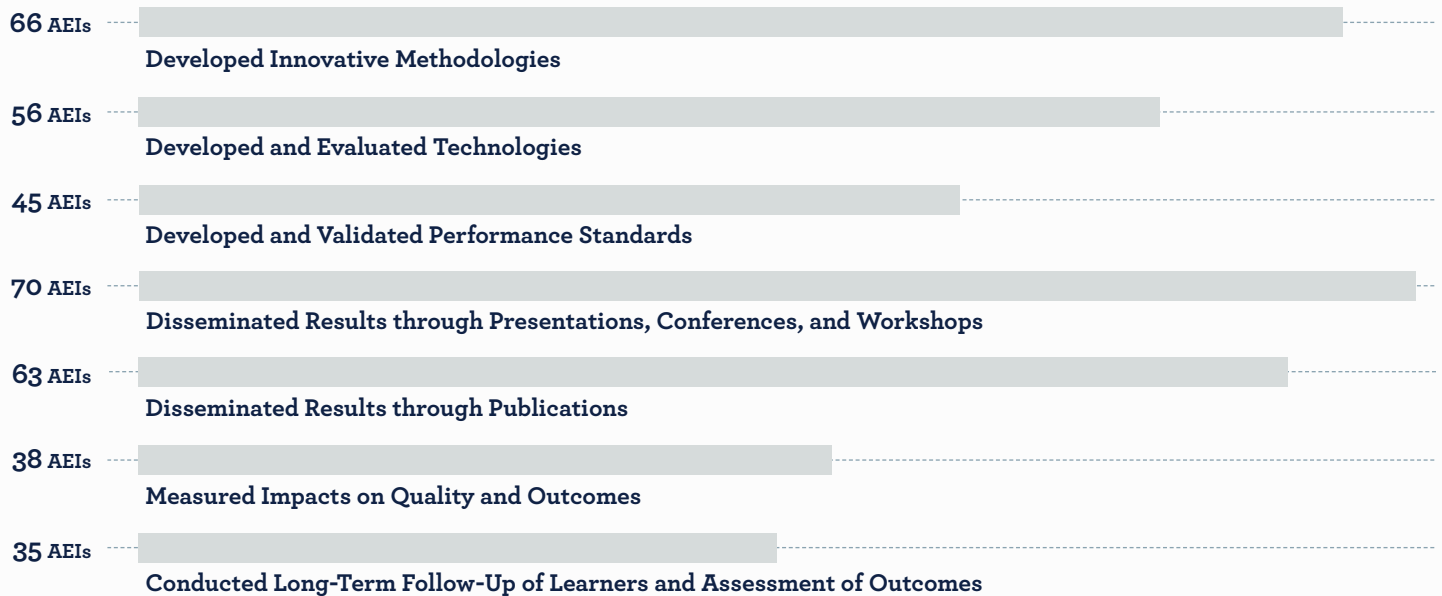 66 AEIs
Developed Innovative Methodologies
56 AEIs
Developed and Evaluated Technologies
45 AEIs
Developed and Validated Performance Standards
70 AEIs
Disseminated Results through Presentations, Conferences, and Workshops
63 AEIs
Disseminated Results through Publications
38 AEIs
Measured Impacts on Quality and Outcomes
35 AEIs
Conducted Long-Term Follow-Up of Learners and Assessment of Outcomes